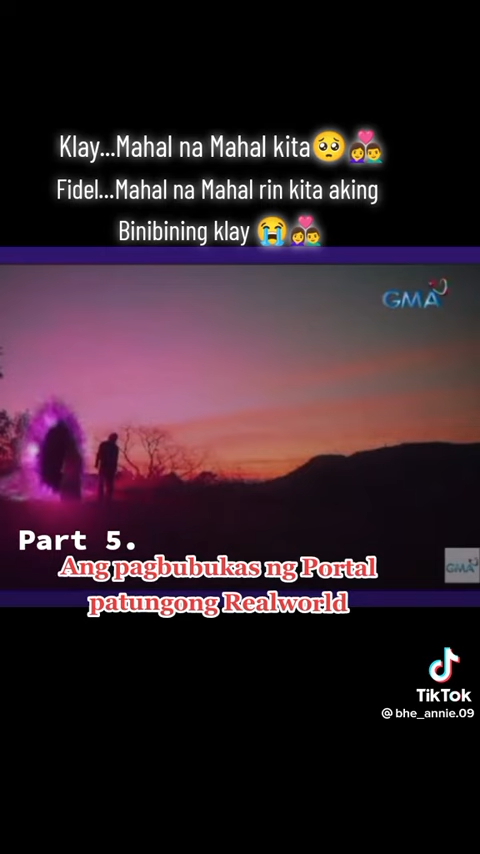 Klay...Mahal na Mahal kita🥺💑
Fidel...Mahal na Mahal rin kita aking
Binibining klay 😭💑
GMA
Part 5.
Ang pagbubukas ng Portal
patungong Realworld
GMA
TikTok
@bhe_annie.09